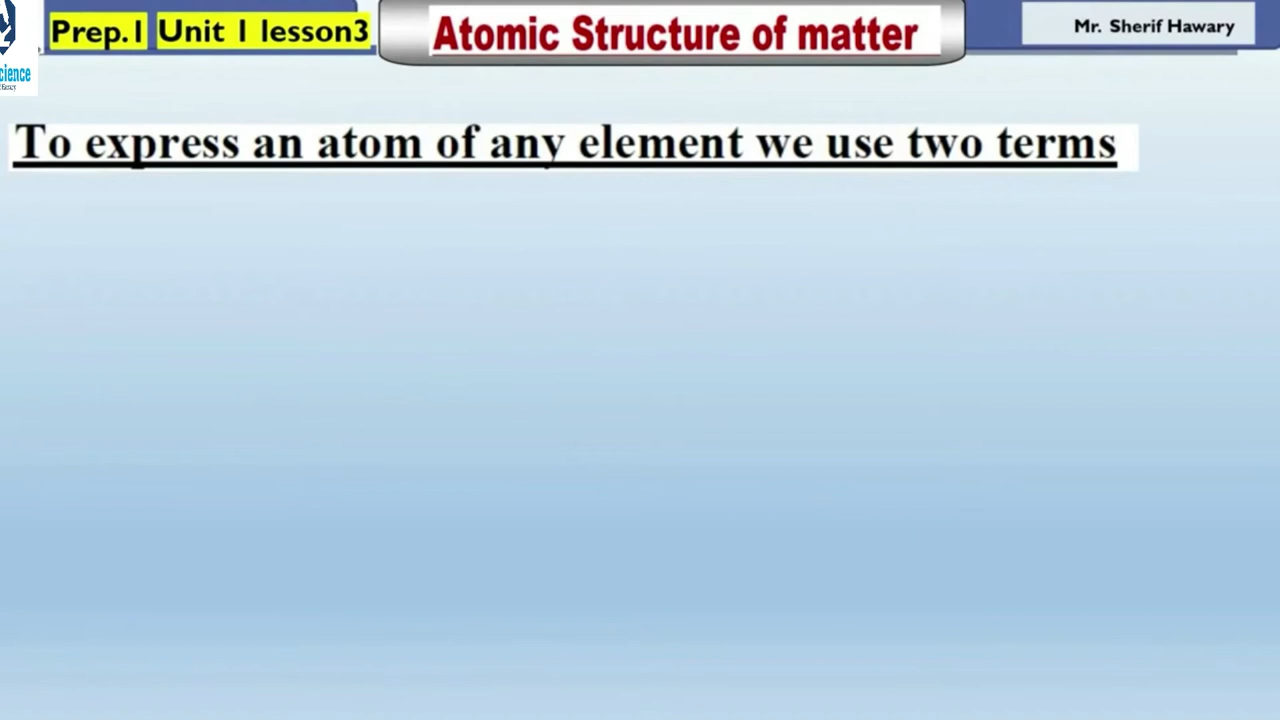 Prep.1 Unit 1 lesson3
Atomic Structure of matter
Mr. Sherif Hawary
To express an atom of any element we use two terms